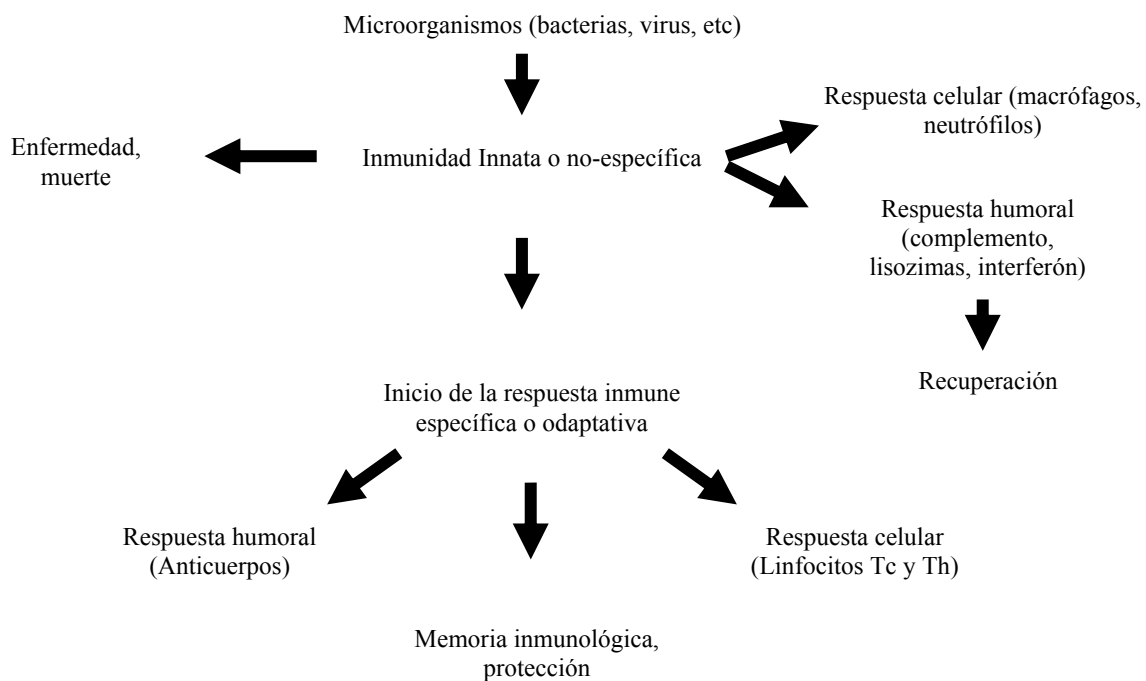 Microorganismos (bacterias, virus, etc)
Respuesta celular (macrófagos,
neutrófilos)
Enfermedad,
muerte
Inmunidad Innata o no-específica
Respuesta humoral
(complemento,
lisozimas, interferón)
Recuperación
Inicio de la respuesta inmune
específica o odaptativa
Respuesta humoral
(Anticuerpos)
Respuesta celular
(Linfocitos Tc y Th)
Memoria inmunológica,
protección